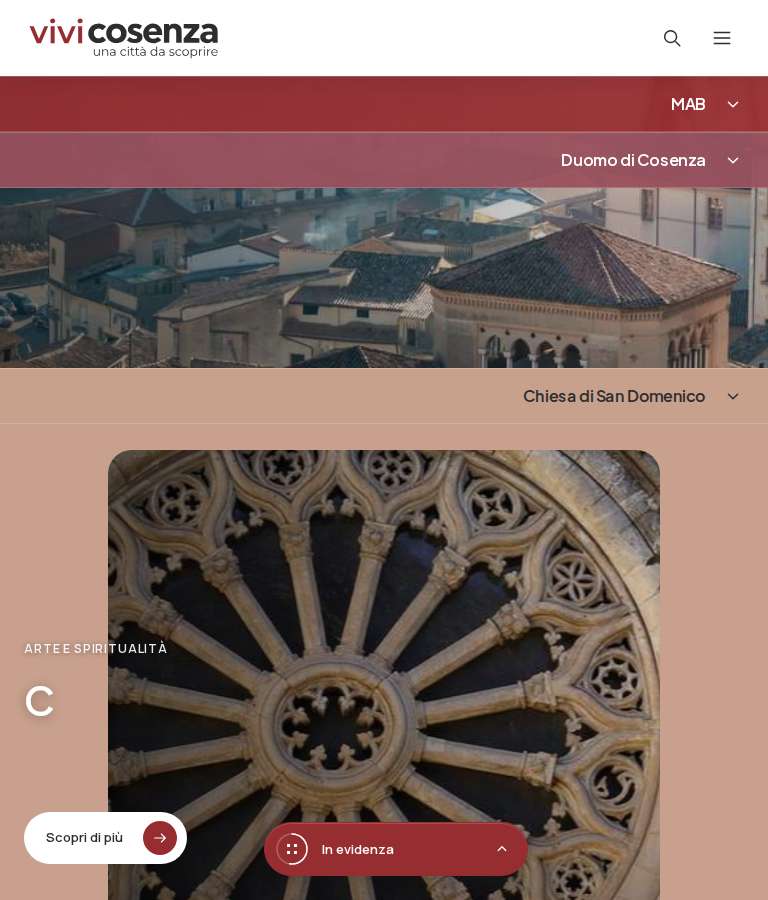 vivicosenza
una città da scoprire
MAB
Duomo di Cosenza
Chiesa di San Domenico
ARTE E SPIRITUALITÀ
C
Scopri di più
In evidenza